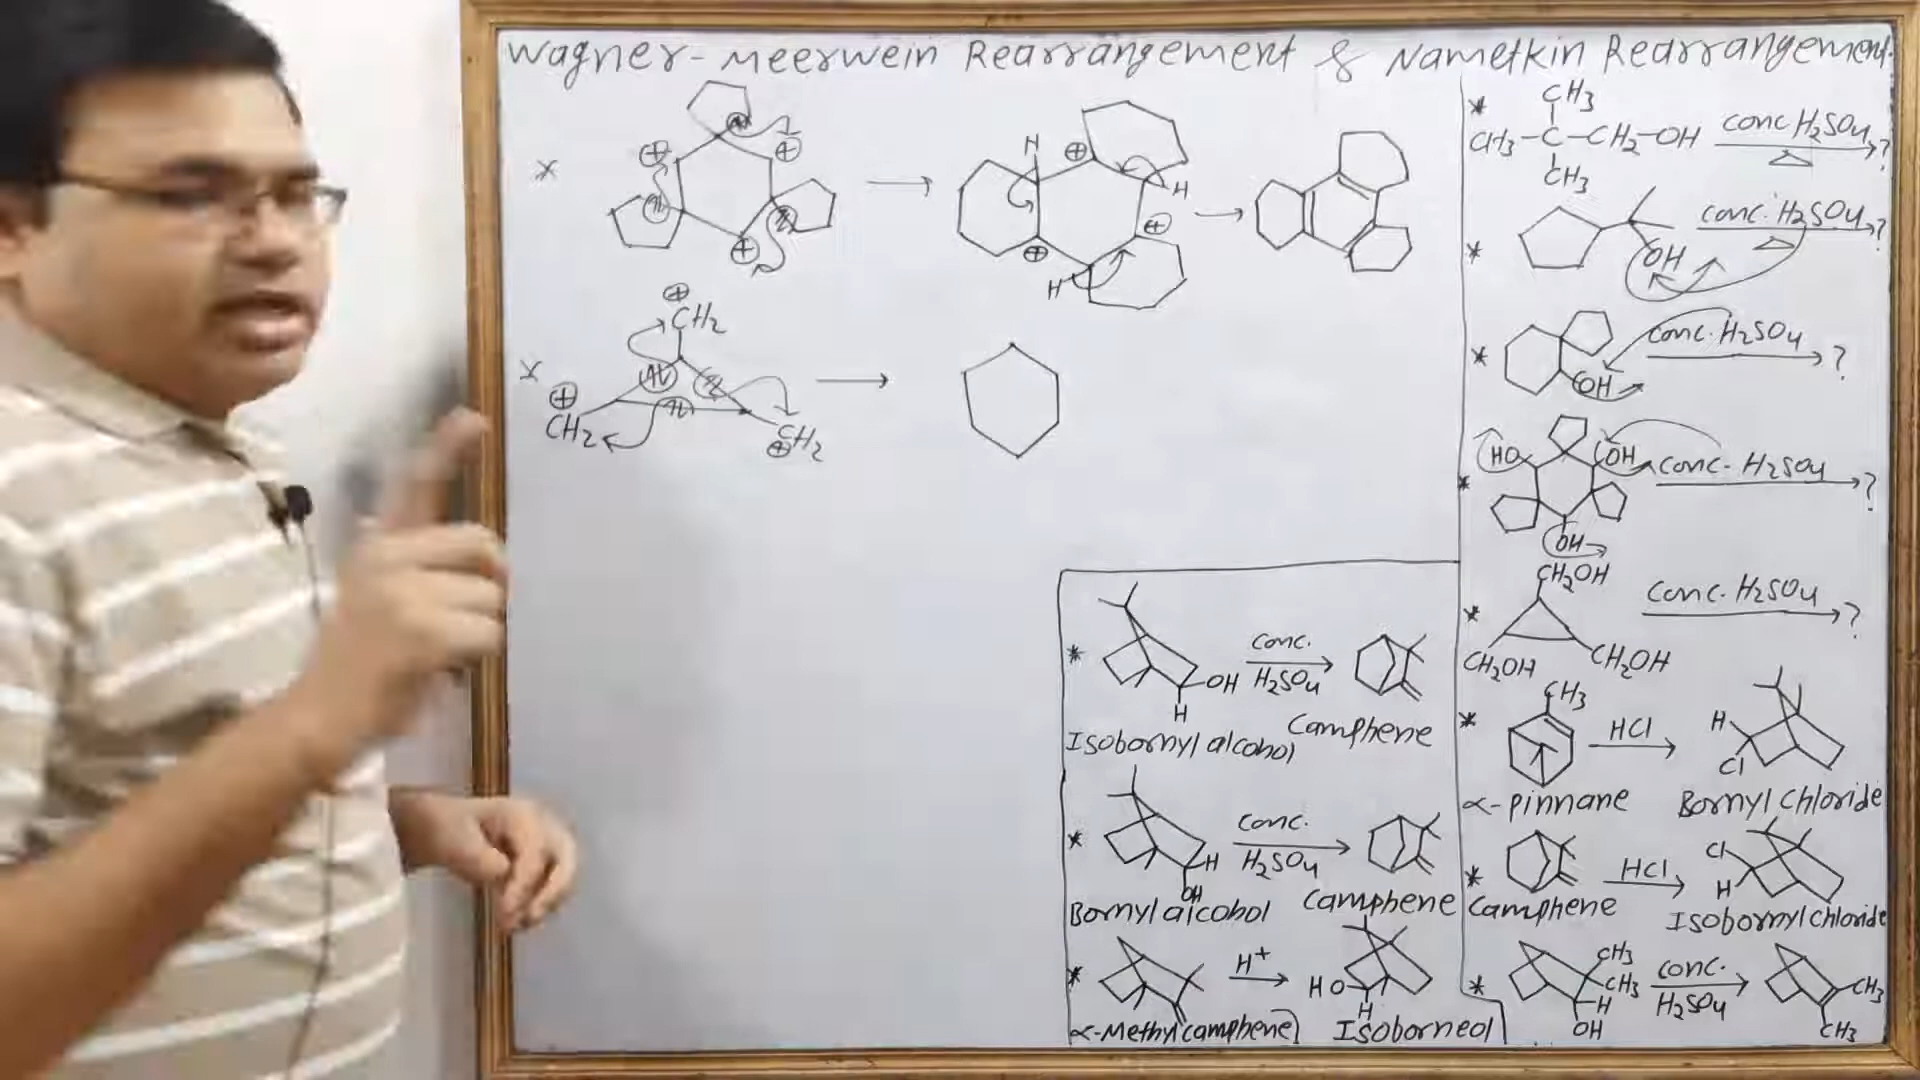 Wagner-Meerwein Rearrangement & Nametkin Rearrangement
*
H
⊕
⊕
⊕
⊕
H
⊕
⊕
⊕
H
*
⊕
CH2
⊕
CH2
CH2
⊕
*
CH3
CH3-C-CH2-OH conc H2SO4 ?
△
CH3
*
OH conc. H2SO4 ?
△
*
OH conc. H2SO4 ?
*
HO OH conc- H2SO4 ?
OH
*
CH2OH
CH2OH CH2OH
conc. H2SO4 ?
*
CH3
HCl
H
Cl
α-pinnane Bornyl chloride
*
HCl
Cl
H
Camphene Isobornyl chloride
*
CH3
CH3
H
OH
conc.
H2SO4
CH3
CH3
*
OH
H
conc.
H2SO4
Isobornyl alcohol Camphene
*
H
OH
conc.
H2SO4
Bornyl alcohol Camphene
*
H+
HO
H
α-Methyl camphene Isoborneol